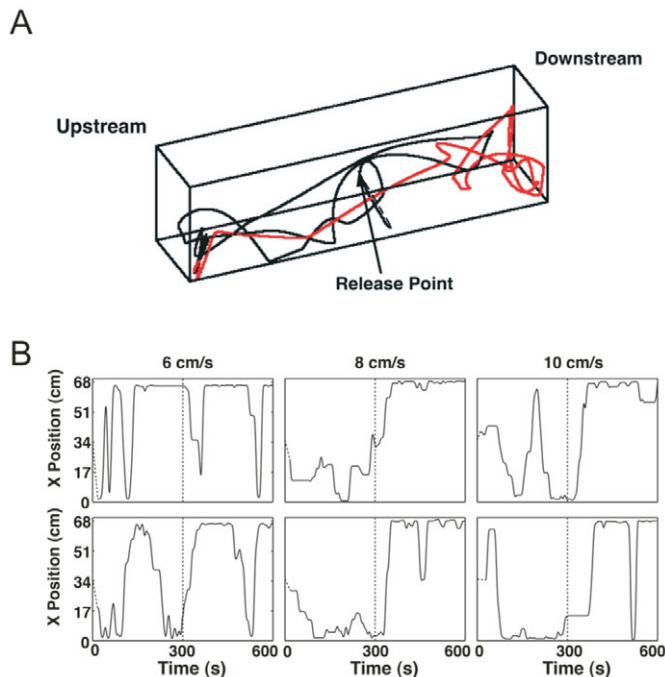 A
Downstream
Upstream
Release Point
B
6 cm/s 8 cm/s 10 cm/s
X Position (cm)
68
51
34
17
0
X Position (cm)
68
51
34
17
0
0 300 600 0 300 600 0 300 600
Time (s) Time (s) Time (s)